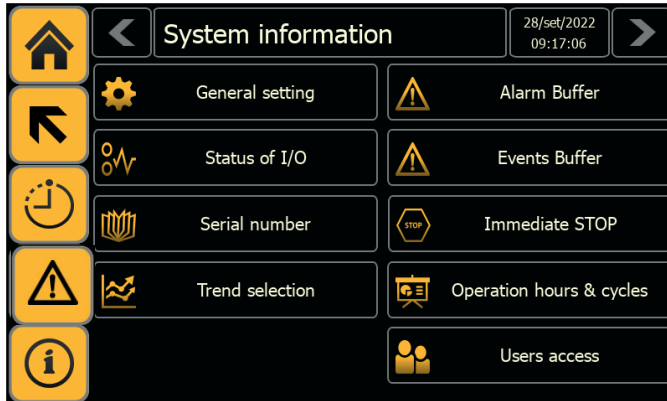 System information
28/set/2022
09:17:06
General setting
Alarm Buffer
Status of I/O
Events Buffer
Serial number
STOP
Immediate STOP
Trend selection
Operation hours & cycles
Users access